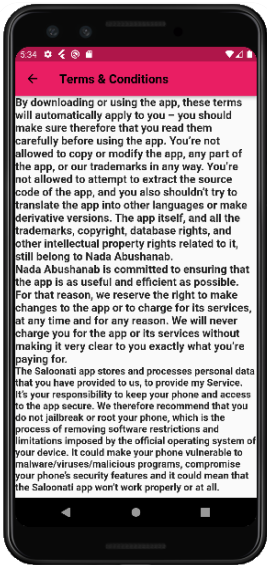 5:34
Terms & Conditions
By downloading or using the app, these terms
will automatically apply to you – you should
make sure therefore that you read them
carefully before using the app. You're not
allowed to copy or modify the app, any part of
the app, or our trademarks in any way. You're
not allowed to attempt to extract the source
code of the app, and you also shouldn't try to
translate the app into other languages or make
derivative versions. The app itself, and all the
trademarks, copyright, database rights, and
other intellectual property rights related to it,
still belong to Nada Abushanab.
Nada Abushanab is committed to ensuring that
the app is as useful and efficient as possible.
For that reason, we reserve the right to make
changes to the app or to charge for its services,
at any time and for any reason. We will never
charge you for the app or its services without
making it very clear to you exactly what you're
paying for.
The Saloonati app stores and processes personal data
that you have provided to us, to provide my Service.
It's your responsibility to keep your phone and access
to the app secure. We therefore recommend that you
do not jailbreak or root your phone, which is the
process of removing software restrictions and
limitations imposed by the official operating system of
your device. It could make your phone vulnerable to
malware/viruses/malicious programs, compromise
your phone's security features and it could mean that
the Saloonati app won't work properly or at all.